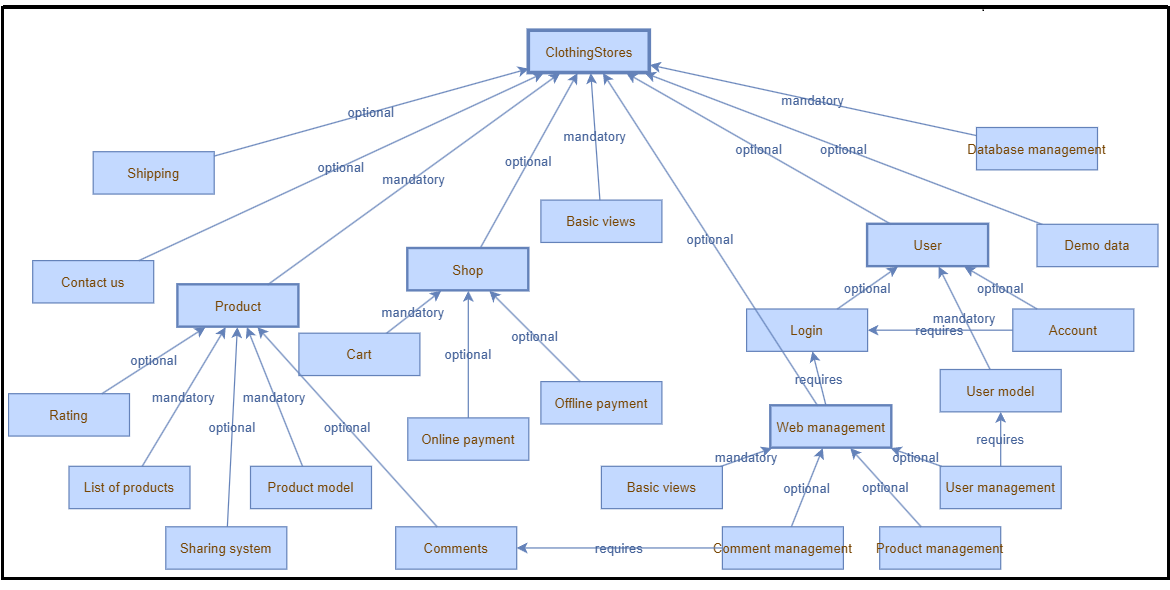 ClothingStores
optional
mandatory
mandatory
optional
optional
optional
optional
mandatory
optional
Database management
Shipping
Basic views
optional
User
Demo data
Contact us
Shop
Product
optional
optional
mandatory
mandatory
requires
Login
Account
optional
optional
mandatory
optional
Cart
requires
User model
mandatory
mandatory
Offline payment
Rating
optional
optional
Online payment
Web management
requires
mandatory
optional
List of products
Product model
Basic views
optional
optional
User management
Sharing system
Comments
requires
Comment management
Product management